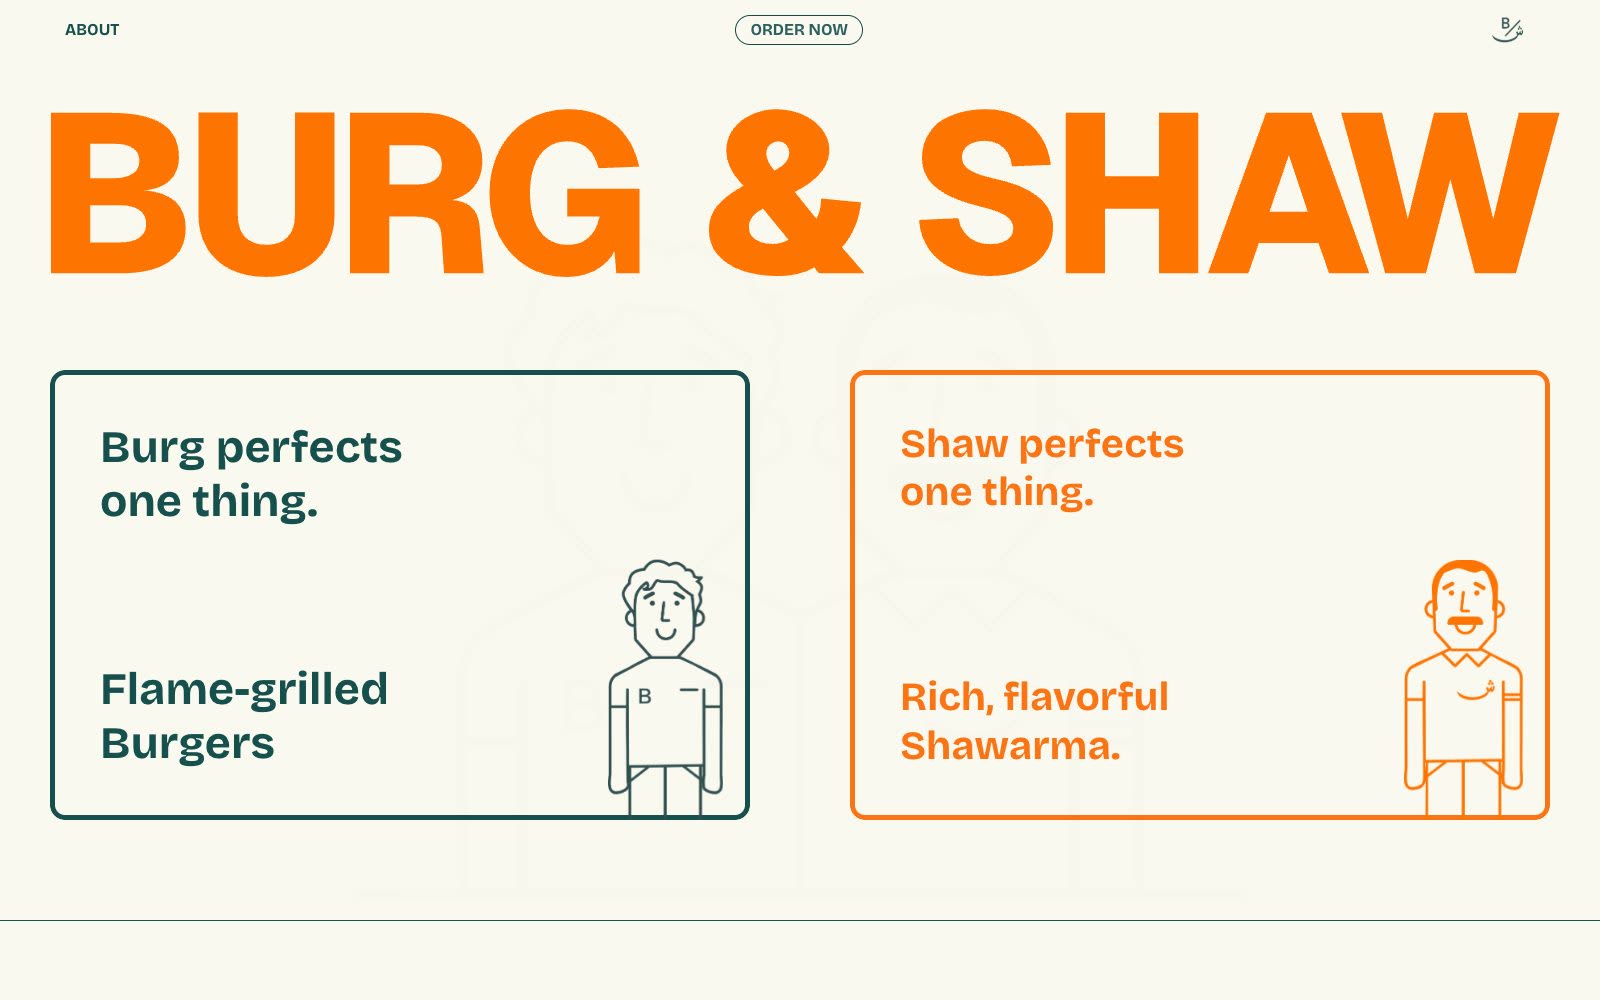 ABOUT
ORDER NOW
B/ش
BURG & SHAW
Burg perfects
one thing.
Flame-grilled
Burgers
B
Shaw perfects
one thing.
Rich, flavorful
Shawarma.
ش